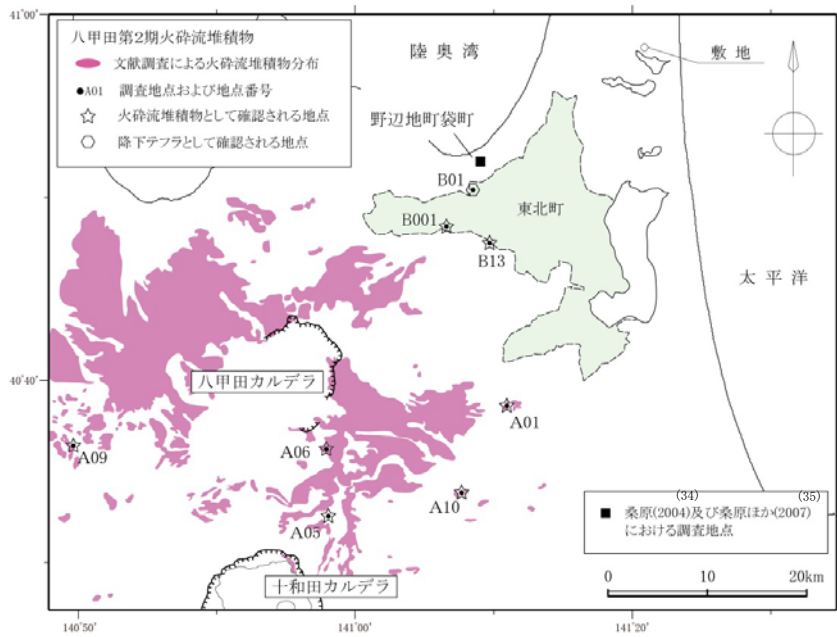 41°00′
八甲田第2期火砕流堆積物
文献調査による火砕流堆積物分布
A01 調査地点および地点番号
火砕流堆積物として確認される地点
降下テフラとして確認される地点
陸奥湾
敷地
野辺地町袋町
B01
B001
東北町
B13
太平洋
40°40′
八甲田カルデラ
A01
A09
A06
A10
A05
(34) (35)
■ 桑原(2004)及び桑原ほか(2007)
における調査地点
十和田カルデラ
0 10 20km
140°50′ 141°00′ 141°20′